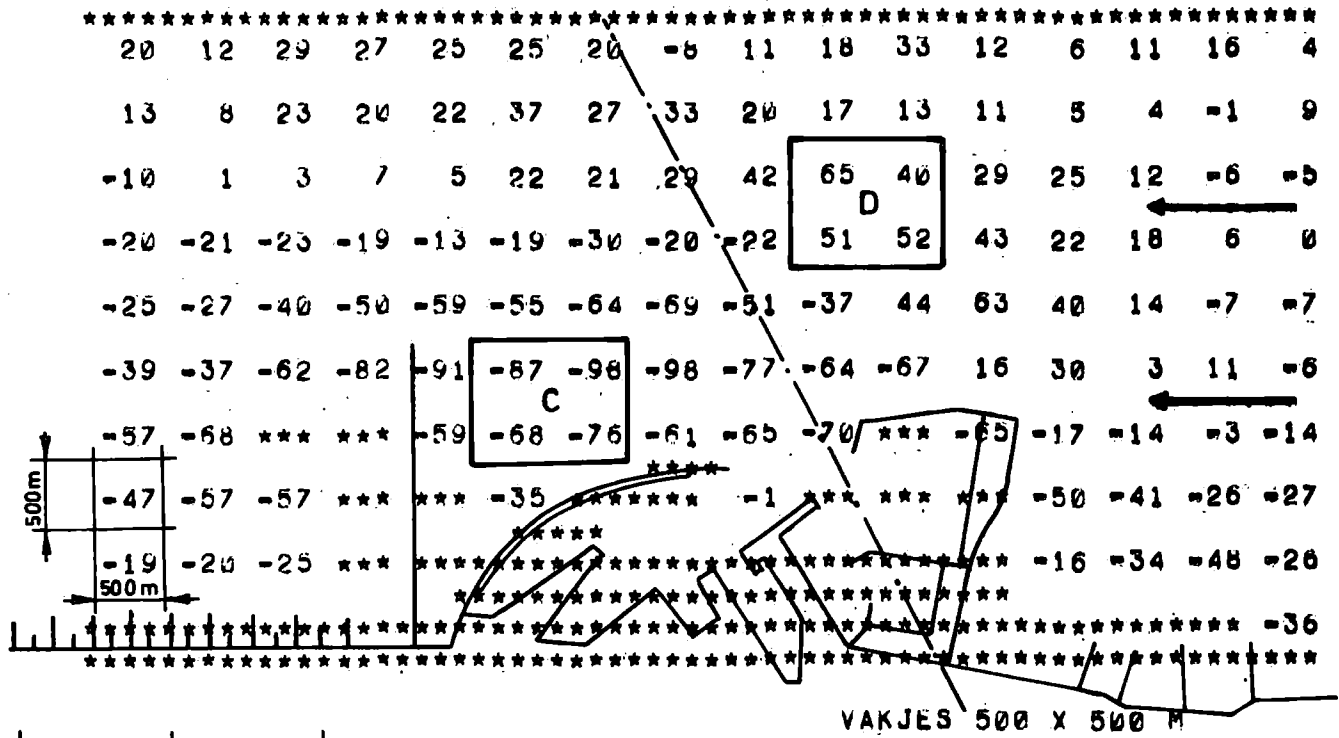 20 12 29 27 25 25 20 -8 11 18 33 12 6 11 16 4
13 8 23 20 22 37 27 33 20 17 13 11 5 4 -1 9
-10 1 3 7 5 22 21 29 42 65 40 29 25 12 -6 -5
D
-20 -21 -23 -19 -13 -19 -30 -20 -22 51 52 43 22 18 6 0
-25 -27 -40 -50 -59 -55 -64 -69 -51 -37 44 63 40 14 -7 -7
-39 -37 -62 -82 -91 -87 -98 -98 -77 -64 -67 16 30 3 11 -6
C
-57 -68 *** *** -59 -68 -76 -61 -65 -70 *** -65 -17 -14 -3 -14
500m
-47 -57 -57 *** *** -35 ******* -1 *** *** *** -50 -41 -26 -27
-19 -20 -25 *** -16 -34 -48 -28
500m
-36
VAKJES 500 X 500 M